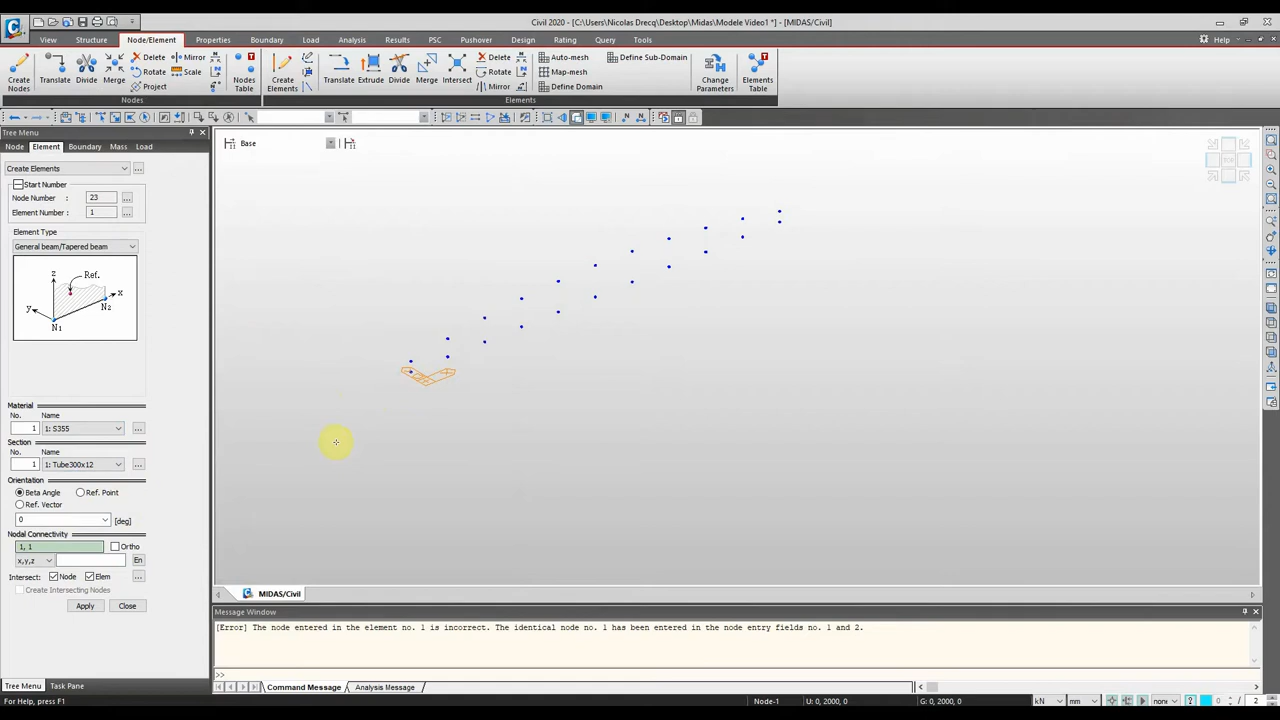 Civil 2020 - [C:\Users\Nicolas Drecq\Desktop\Midas\Modele Video1 *] - [MIDAS/Civil]
View Structure Node/Element Properties Boundary Load Analysis Results PSC Pushover Design Rating Query Tools Help
Create Nodes Translate Divide Merge Delete Rotate Project Mirror Scale Nodes Table Create Elements Translate Extrude Divide Merge Intersect Delete Rotate Mirror Auto-mesh Map-mesh Define Domain Define Sub-Domain Change Parameters Elements Table
Nodes Elements
Tree Menu
Node Element Boundary Mass Load
Base
Create Elements
Start Number
Node Number : 23
Element Number : 1
Element Type
General beam/Tapered beam
z Ref. x y N1 N2
Material
No. Name
1 1: S355
Section
No. Name
1 1: Tube300x12
Orientation
Beta Angle Ref. Point
Ref. Vector
0 [deg]
Nodal Connectivity
1, 1 Ortho
x,y,z En
Intersect: Node Elem
Create Intersecting Nodes
Apply Close
MIDAS/Civil
Message Window
[Error] The node entered in the element no. 1 is incorrect. The identical node no. 1 has been entered in the node entry fields no. 1 and 2.
>>
Tree Menu Task Pane Command Message Analysis Message
For Help, press F1 Node-1 U: 0, 2000, 0 G: 0, 2000, 0 kN mm none 0 / 2